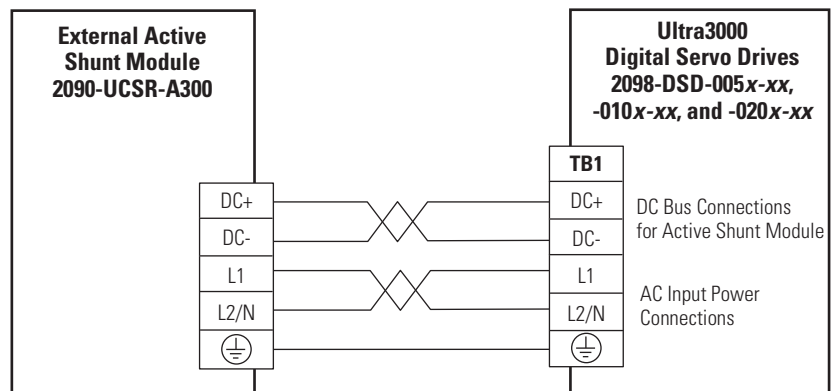 External Active
Shunt Module
2090-UCSR-A300
Ultra3000
Digital Servo Drives
2098-DSD-005x-xx,
-010x-xx, and -020x-xx
TB1
DC+
DC-
L1
L2/N
DC+
DC-
L1
L2/N
DC Bus Connections
for Active Shunt Module
AC Input Power
Connections